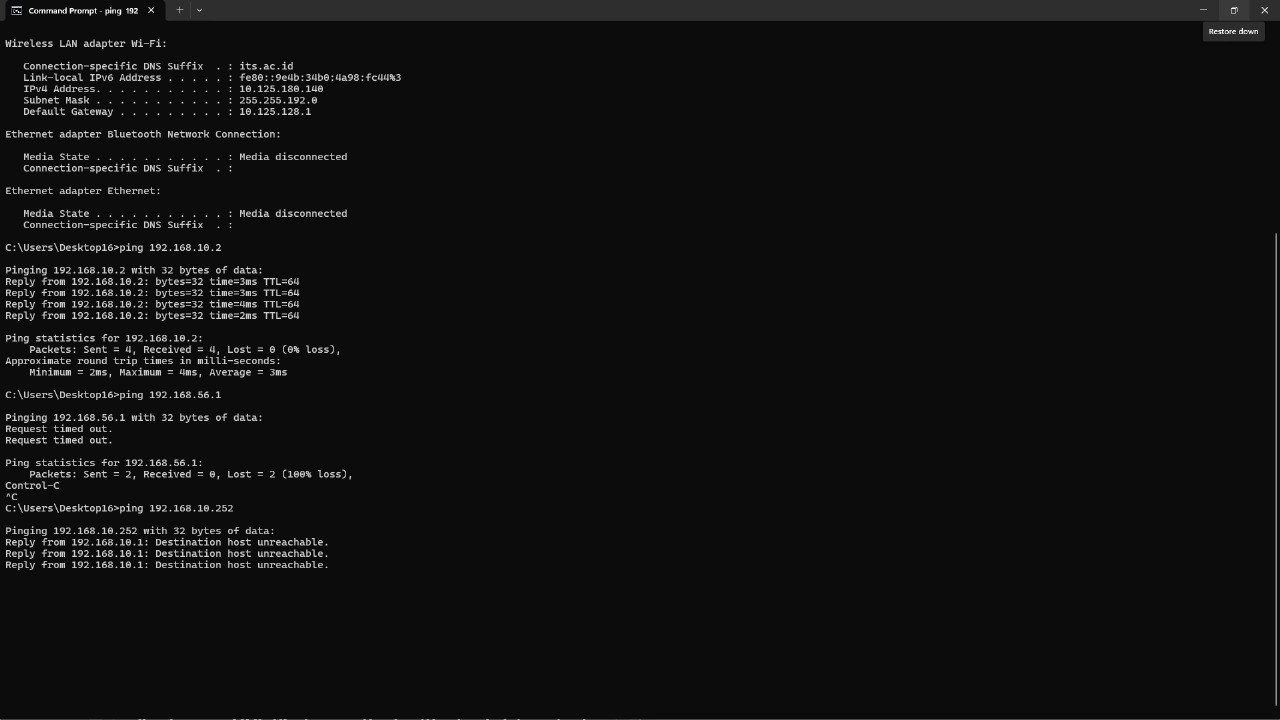 Command Prompt - ping 192
Restore down
Wireless LAN adapter Wi-Fi:
Connection-specific DNS Suffix  . : its.ac.id
Link-local IPv6 Address . . . . . : fe80::9e4b:34b0:4a98:fc44%3
IPv4 Address. . . . . . . . . . . : 10.125.180.140
Subnet Mask . . . . . . . . . . . : 255.255.192.0
Default Gateway . . . . . . . . . : 10.125.128.1
Ethernet adapter Bluetooth Network Connection:
Media State . . . . . . . . . . . : Media disconnected
Connection-specific DNS Suffix  . :
Ethernet adapter Ethernet:
Media State . . . . . . . . . . . : Media disconnected
Connection-specific DNS Suffix  . :
C:\Users\Desktop16>ping 192.168.10.2
Pinging 192.168.10.2 with 32 bytes of data:
Reply from 192.168.10.2: bytes=32 time=3ms TTL=64
Reply from 192.168.10.2: bytes=32 time=3ms TTL=64
Reply from 192.168.10.2: bytes=32 time=4ms TTL=64
Reply from 192.168.10.2: bytes=32 time=2ms TTL=64
Ping statistics for 192.168.10.2:
Packets: Sent = 4, Received = 4, Lost = 0 (0% loss),
Approximate round trip times in milli-seconds:
Minimum = 2ms, Maximum = 4ms, Average = 3ms
C:\Users\Desktop16>ping 192.168.56.1
Pinging 192.168.56.1 with 32 bytes of data:
Request timed out.
Request timed out.
Ping statistics for 192.168.56.1:
Packets: Sent = 2, Received = 0, Lost = 2 (100% loss),
Control-C
^C
C:\Users\Desktop16>ping 192.168.10.252
Pinging 192.168.10.252 with 32 bytes of data:
Reply from 192.168.10.1: Destination host unreachable.
Reply from 192.168.10.1: Destination host unreachable.
Reply from 192.168.10.1: Destination host unreachable.